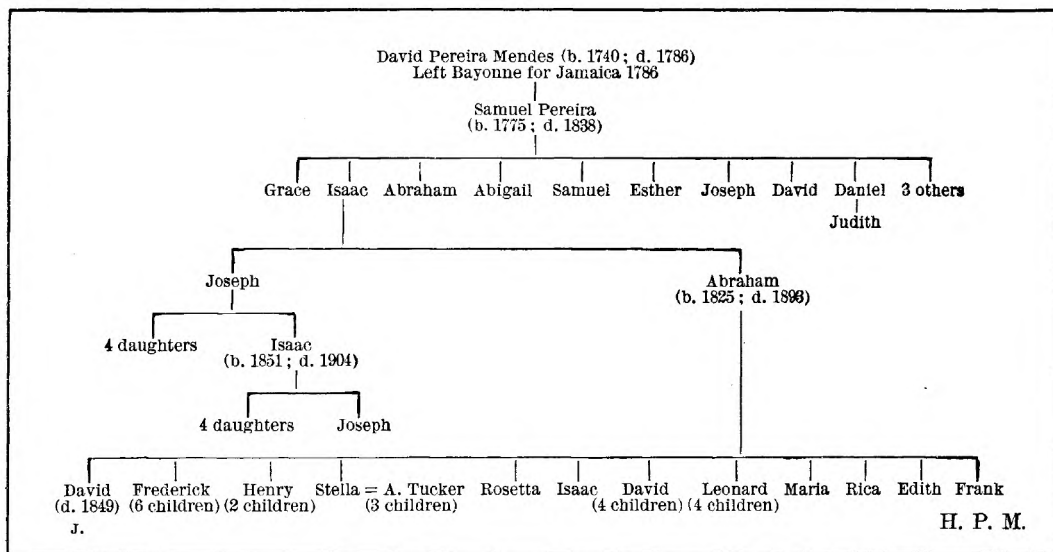 David Pereira Mendes (b. 1740; d. 1786)
Left Bayonne for Jamaica 1786
Samuel Pereira
(b. 1775; d. 1838)
Grace Isaac Abraham Abigail Samuel Esther Joseph David Daniel 3 others
Judith
Joseph Abraham
(b. 1825; d. 1893)
4 daughters Isaac
(b. 1851; d. 1904)
4 daughters Joseph
David Frederick Henry Stella = A. Tucker Rosetta Isaac David Leonard Maria Rica Edith Frank
(d. 1849) (6 children) (2 children) (3 children) (4 children) (4 children)
J. H. P. M.